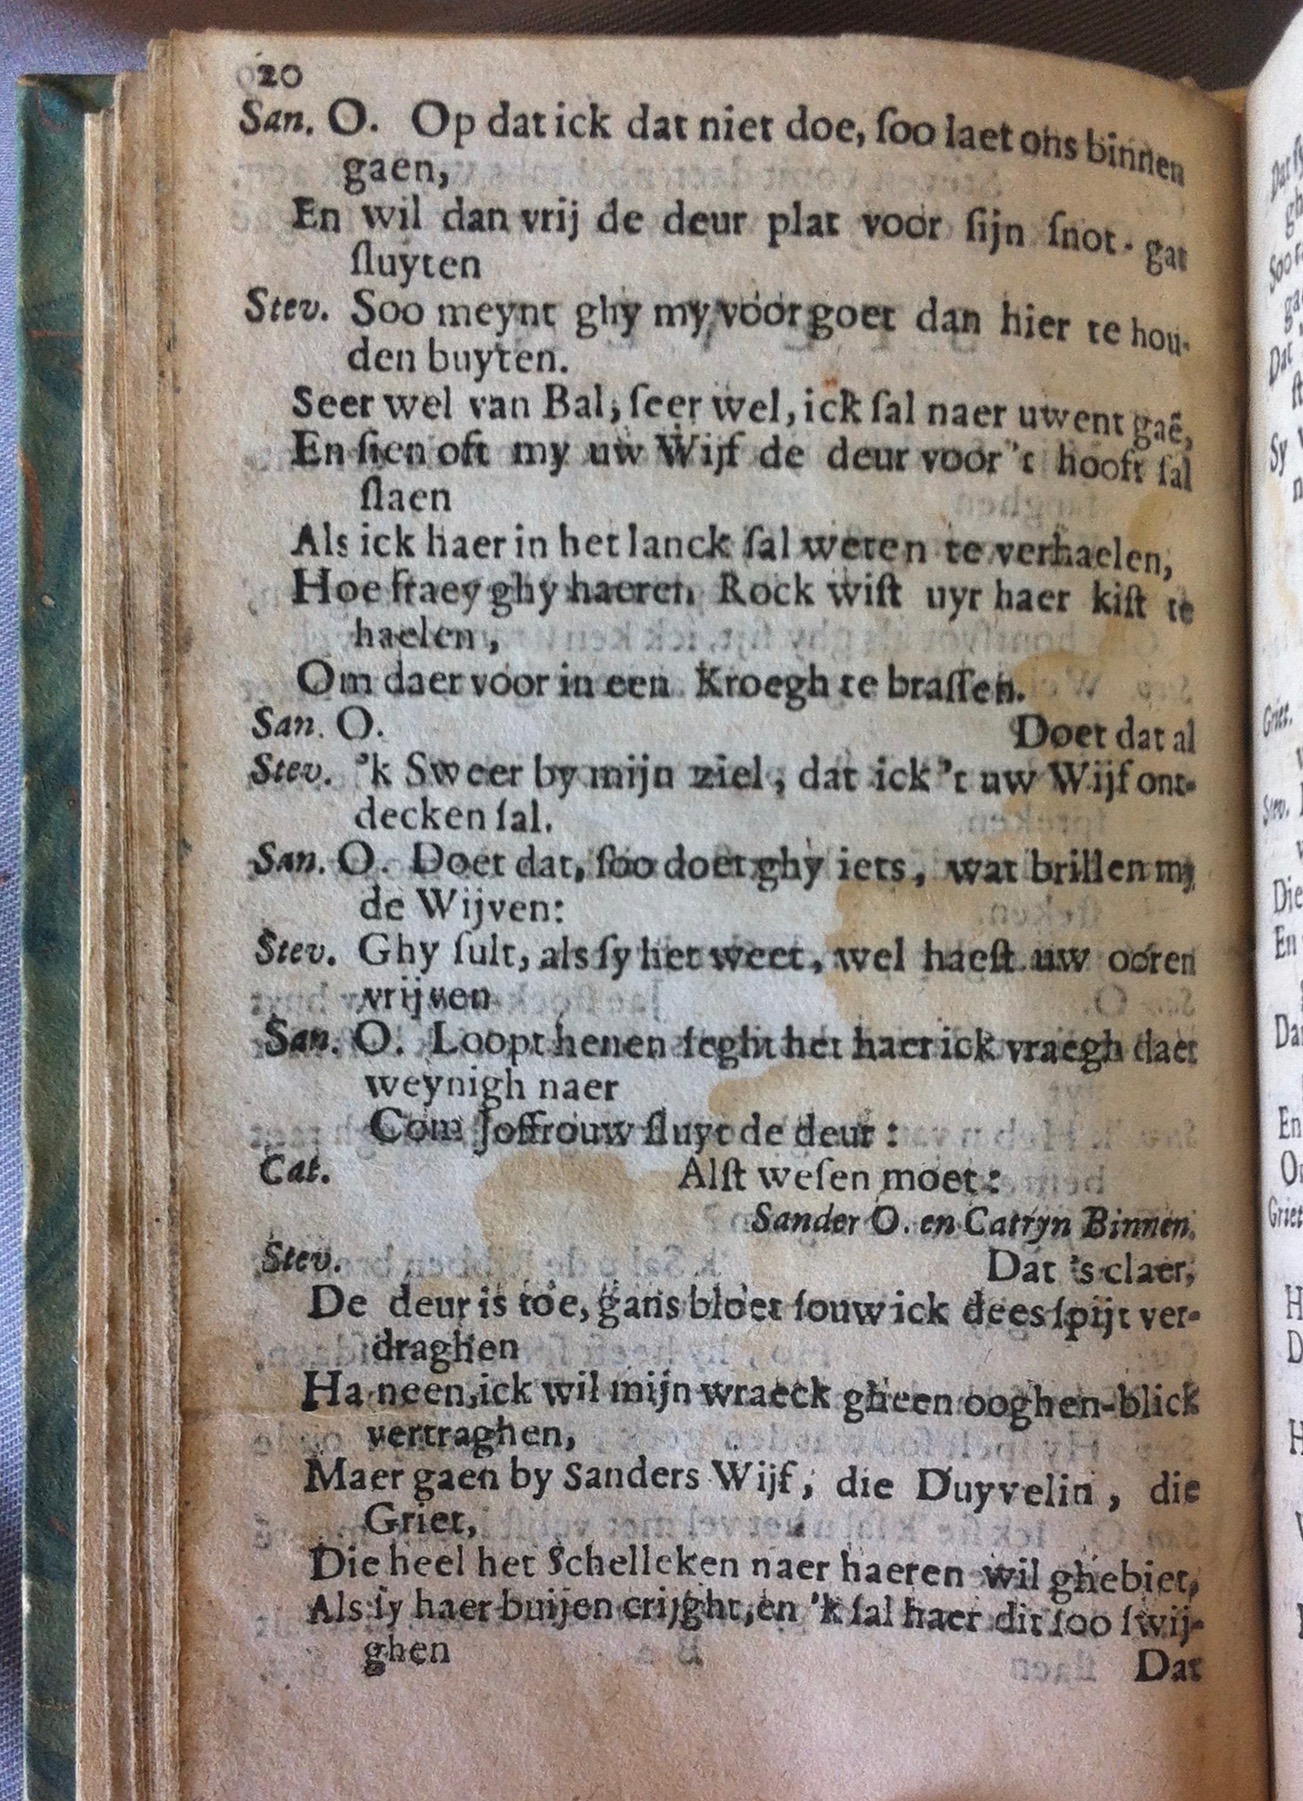 20
San. O. Op dat ick dat niet doe, ſoo laet ons binnen
gaen,
En wil dan vrij de deur plat voor ſijn ſnot-gat
ſluyten
Stev. Soo meynt ghy my voor goet dan hier te hou-
den buyten.
Seer wel van Bal, ſeer wel, ick ſal naer uwent gaẽ,
En ſien oft my uw Wijf de deur voor 't hooft ſal
ſlaen
Als ick haer in het lanck ſal weten te verhaelen,
Hoe fraey ghy haeren Rock wiſt uyt haer kiſt te
haelen,
Om daer voor in een Kroegh te braſſen.
San. O. Doet dat al
Stev. 'k Sweer by mijn ziel, dat ick 't uw Wijf ont-
decken ſal.
San. O. Doet dat, ſoo doet ghy iets, wat brillen my
de Wijven:
Stev. Ghy ſult, als ſy het weet, wel haeſt uw ooren
vrijven
San. O. Loopt henen ſeght het haer ick vraegh daer
weynigh naer
Com Joffrouw ſluyt de deur:
Cat. Alſt weſen moet:
Sander O. en Catryn Binnen.
Stev. Dat 's claer,
De deur is toe, gans bloet ſouw ick dees ſpijt ver-
draghen
Ha neen, ick wil mijn wraeck gheen ooghen-blick
vertraghen,
Maer gaen by Sanders Wijf, die Duyvelin, die
Griet,
Die heel het Schelleken naer haeren wil ghebiet,
Als ſy haer buijen crijght, en 'k ſal haer dit ſoo ſwij-
ghen
Dat